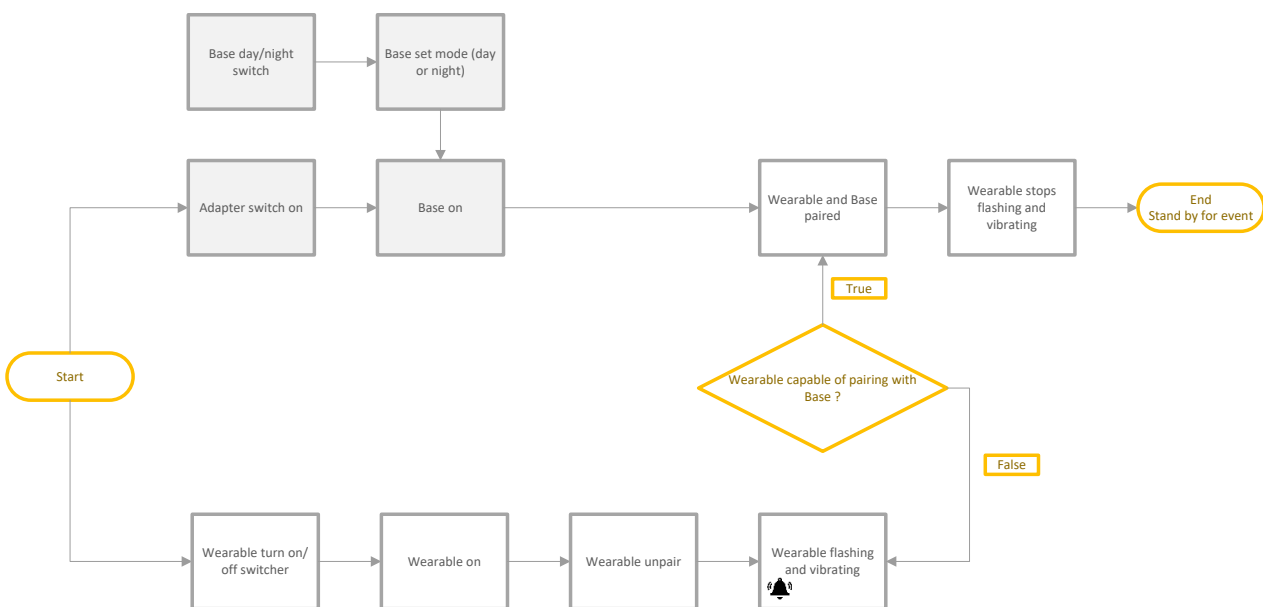 Base day/night
switch
Base set mode (day
or night)
Adapter switch on
Base on
Wearable and Base
paired
Wearable stops
flashing and
vibrating
End
Stand by for event
True
Start
Wearable capable of pairing with
Base ?
False
Wearable turn on/
off switcher
Wearable on
Wearable unpair
Wearable flashing
and vibrating